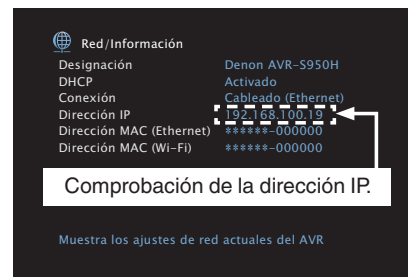 Red/Información
Designación Denon AVR-S950H
DHCP Activado
Conexión Cableado (Ethernet)
Dirección IP 192.168.100.19
Dirección MAC (Ethernet) ******-000000
Dirección MAC (Wi-Fi) ******-000000
Comprobación de la dirección IP.
Muestra los ajustes de red actuales del AVR